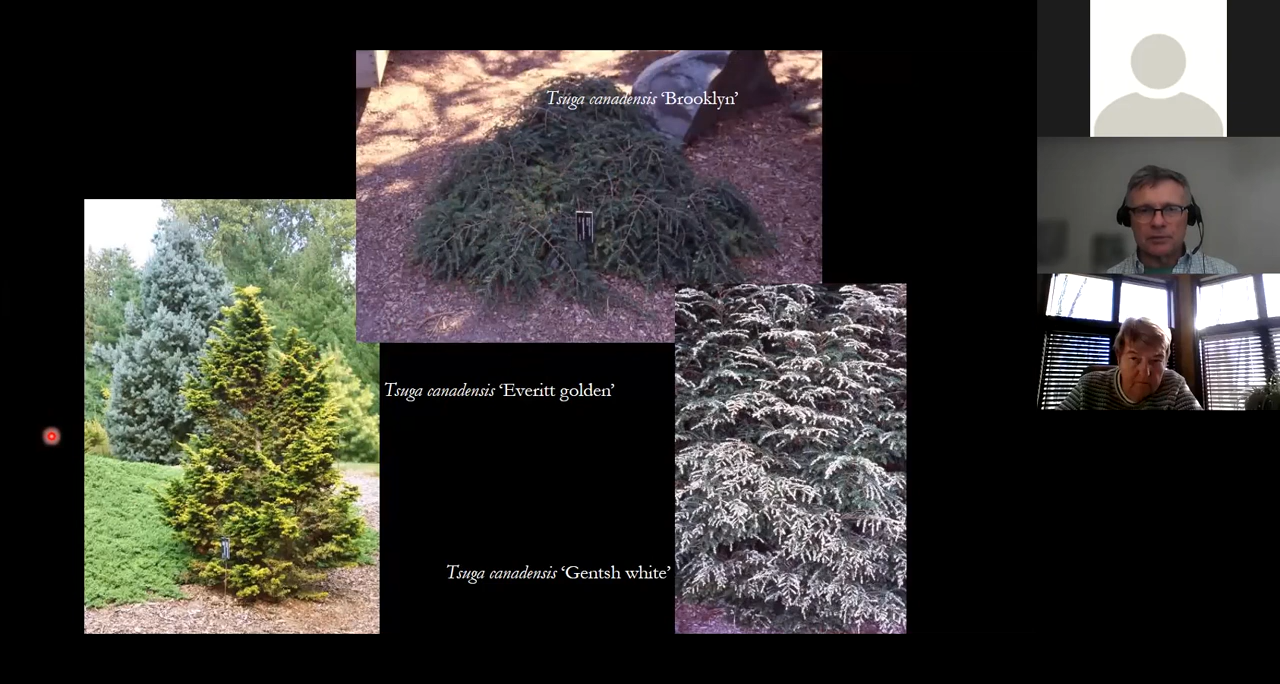 Tsuga canadensis ‘Brooklyn’
Tsuga canadensis ‘Everitt golden’
Tsuga canadensis ‘Gentsh white’